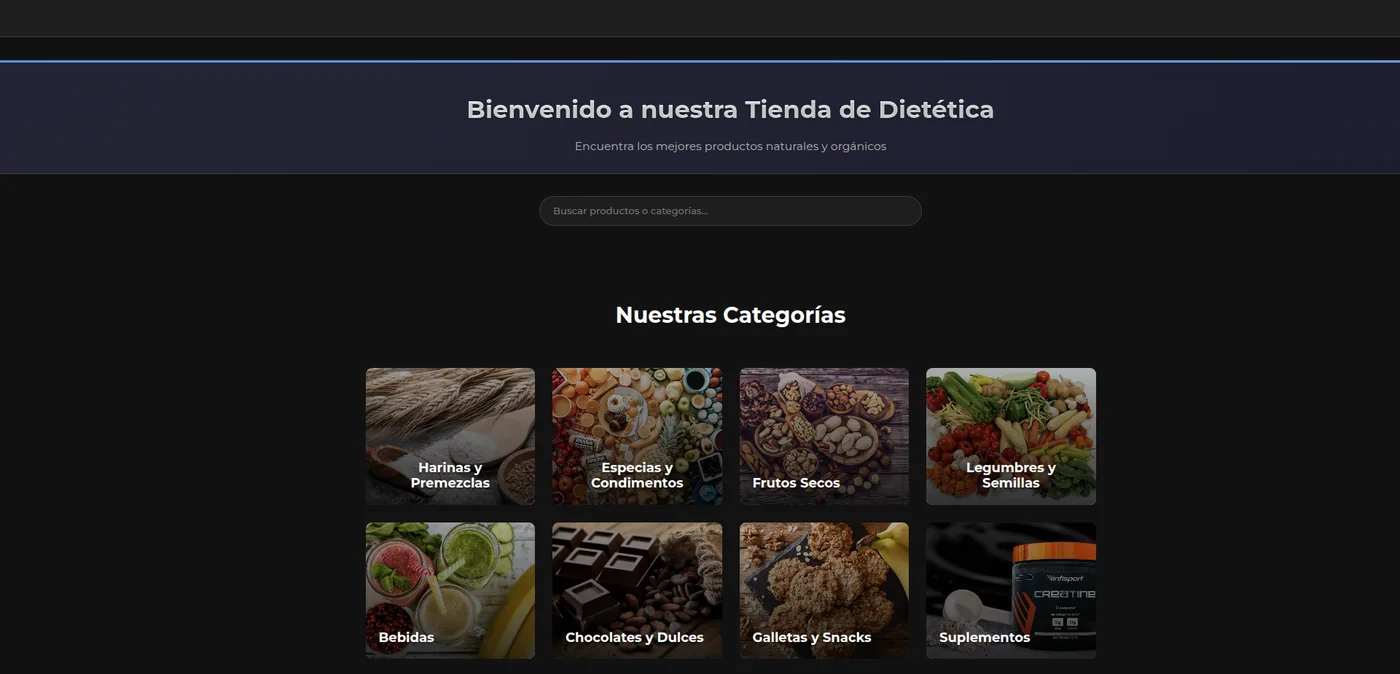 Bienvenido a nuestra Tienda de Dietética
Encuentra los mejores productos naturales y orgánicos
Buscar productos o categorías...
Nuestras Categorías
Harinas y
Premezclas
Especias y
Condimentos
Frutos Secos
Legumbres y
Semillas
Bebidas
Chocolates y Dulces
Galletas y Snacks
infisport
CREATINE
Suplementos